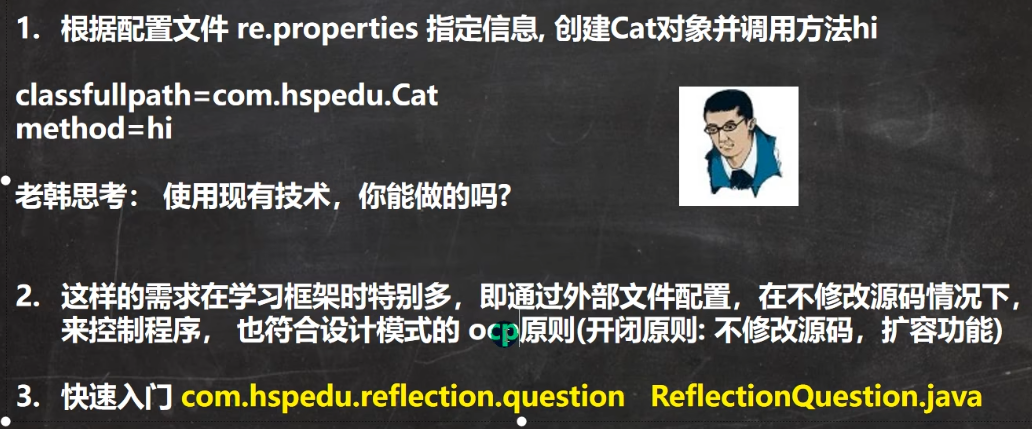 1. 根据配置文件 re.properties 指定信息, 创建Cat对象并调用方法hi
classfullpath=com.hspedu.Cat
method=hi
老韩思考： 使用现有技术，你能做的吗?
2. 这样的需求在学习框架时特别多，即通过外部文件配置，在不修改源码情况下，
来控制程序， 也符合设计模式的 ocp原则(开闭原则: 不修改源码，扩容功能)
3. 快速入门 com.hspedu.reflection.question ReflectionQuestion.java